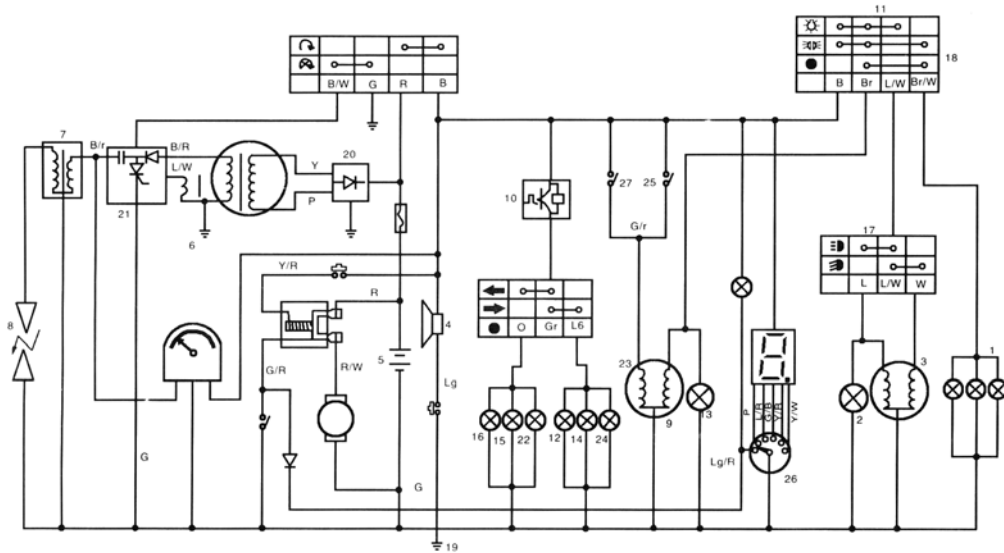 11
18
B/W G R B
B Br L/W Br/W
7
B/r
B/R
L/W
21
6
Y
P
20
10
27 25
G/r
17
L L/W W
Y/R
R
8
5
4
O Gr L6
23
3
1
G/R
R/W
Lg
16 15 22
12 14 24
9
13
P L/R G/B Y/R Y/W
2
Lg/R
26
G
G
19